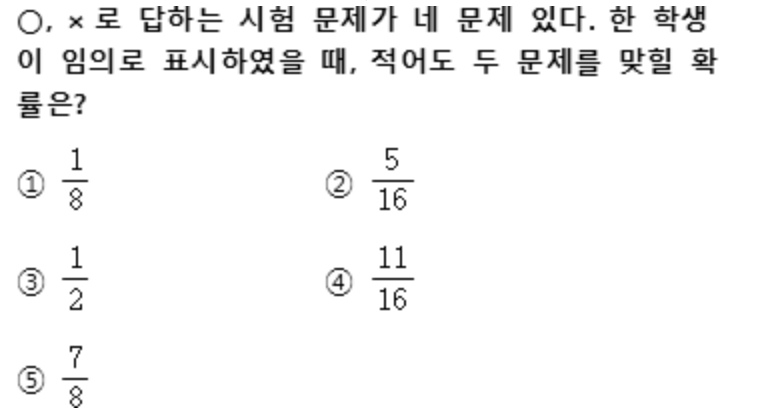 ○, × 로 답하는 시험 문제가 네 문제 있다. 한 학생
이 임의로 표시하였을 때, 적어도 두 문제를 맞힐 확
률은?
① 1/8 ② 5/16
③ 1/2 ④ 11/16
⑤ 7/8